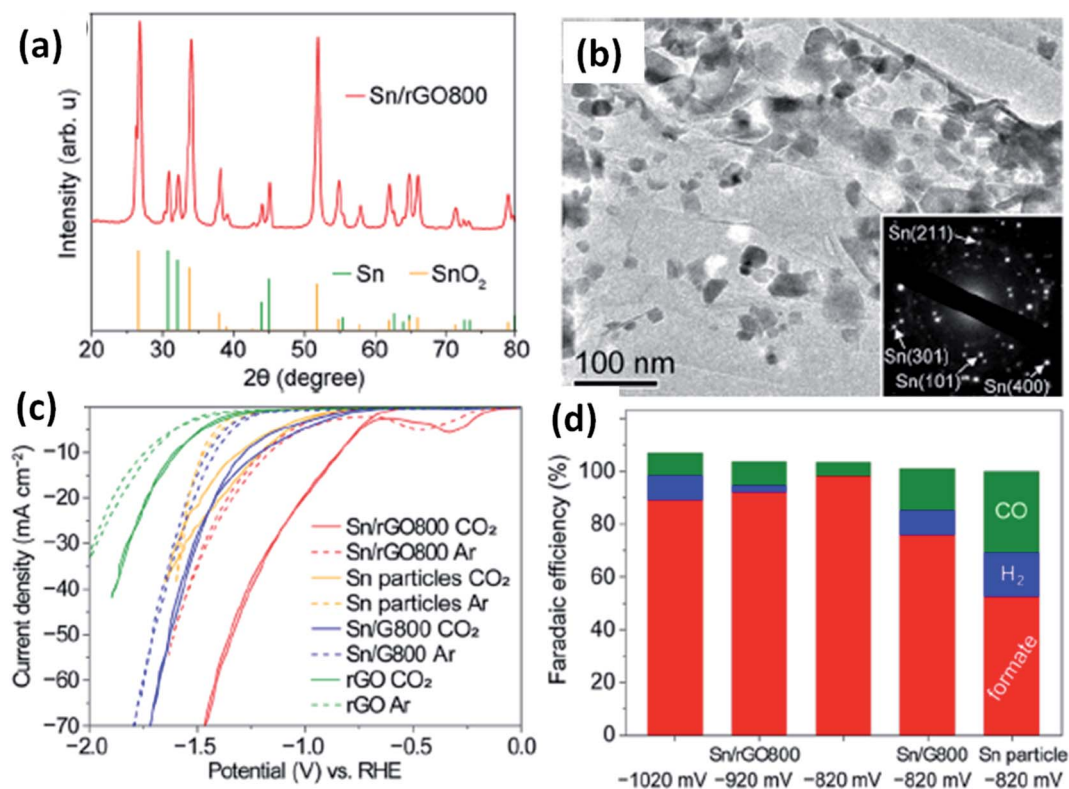 (a)
Sn/rGO800
Intensity (arb. u)
Sn SnO₂
20 30 40 50 60 70 80
2θ (degree)
(b)
Sn(211)
Sn(301)
Sn(101)
Sn(400)
100 nm
(c)
-10
-20
-30
-40
-50
-60
-70
Current density (mA cm⁻²)
Sn/rGO800 CO₂
Sn/rGO800 Ar
Sn particles CO₂
Sn particles Ar
Sn/G800 CO₂
Sn/G800 Ar
rGO CO₂
rGO Ar
−2.0 −1.5 −1.0 −0.5 0.0
Potential (V) vs. RHE
(d)
Faradaic efficiency (%)
100
80
60
40
20
0
CO
H₂
formate
Sn/rGO800 Sn/G800 Sn particle
−1020 mV −920 mV −820 mV −820 mV −820 mV